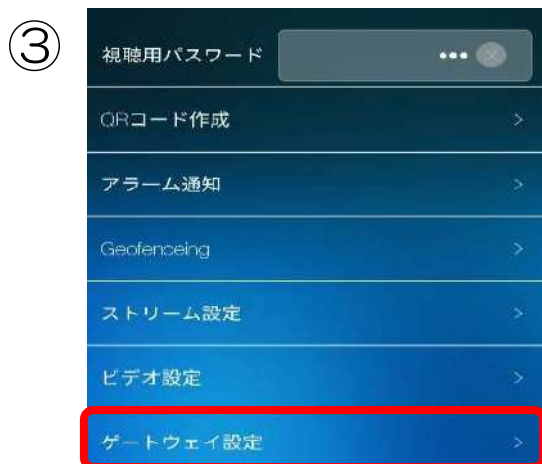 ③
視聴用パスワード ••• 
QRコード作成 >
アラーム通知 >
Geofenceing >
ストリーム設定 >
ビデオ設定 >
ゲートウェイ設定 >